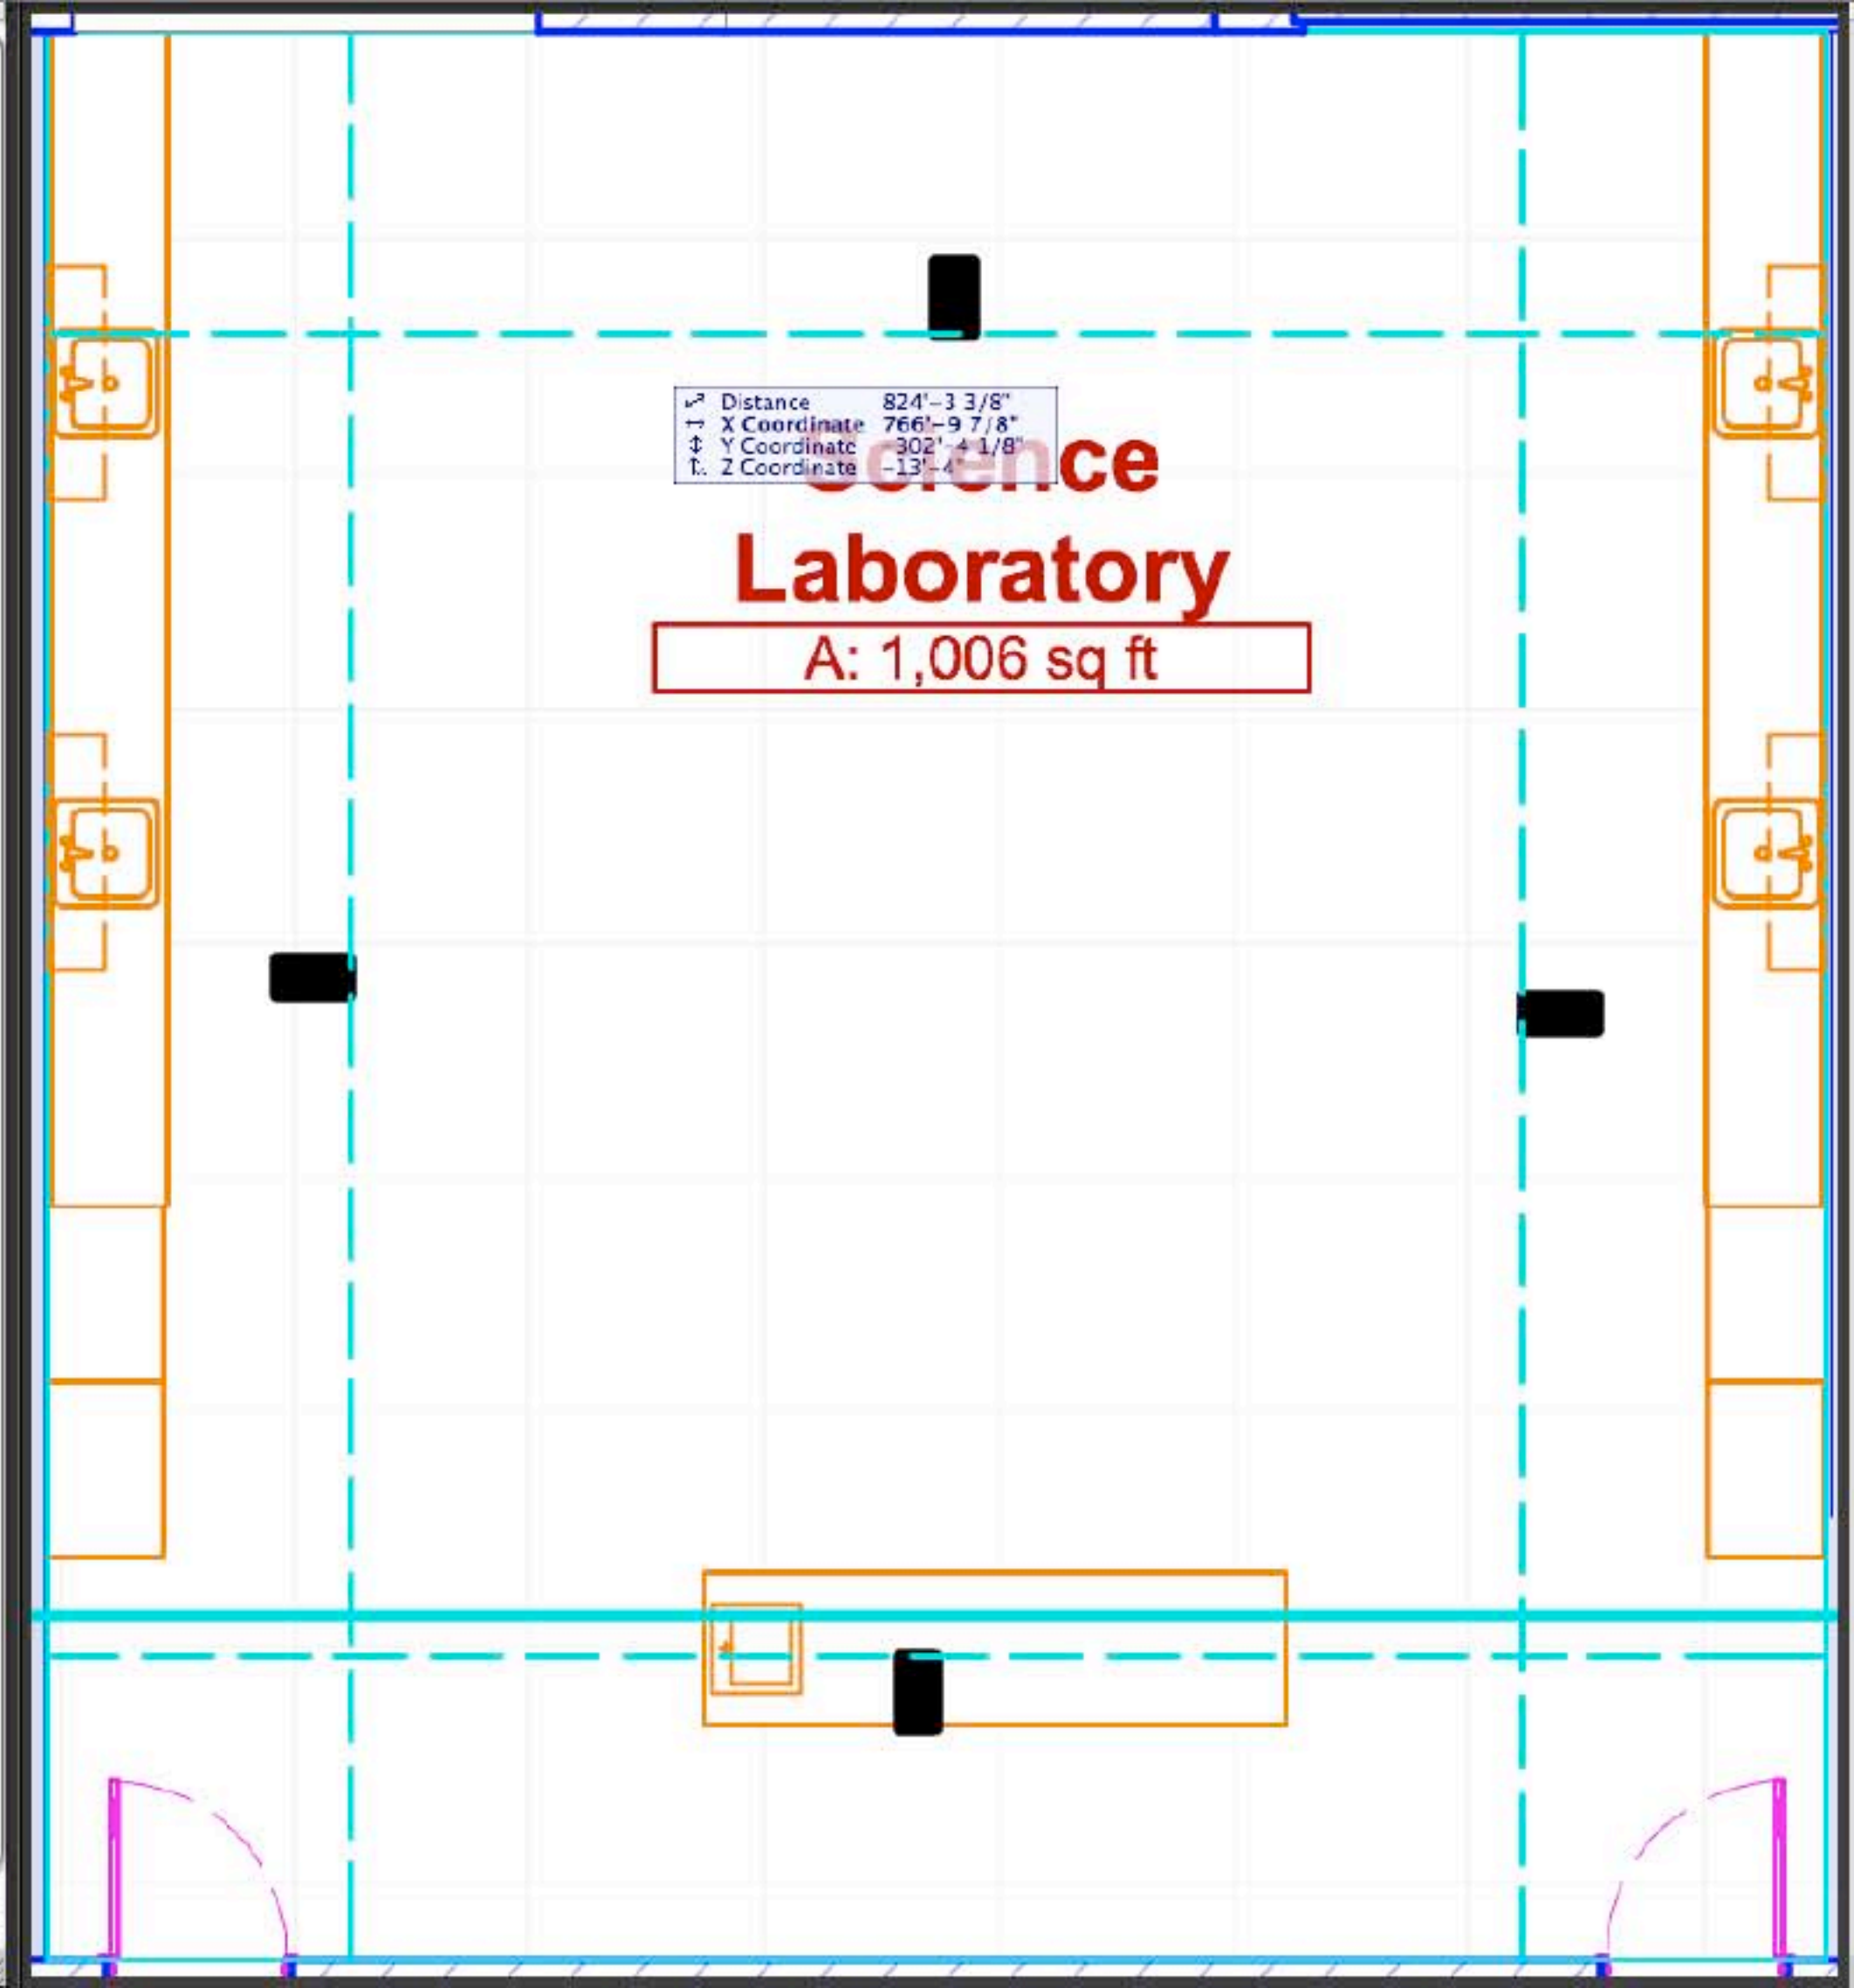 Distance 824'-3 3/8"
X Coordinate 766'-9 7/8"
Y Coordinate -302'-4 1/8"
Z Coordinate -13'-4"
Science
Laboratory
A: 1,006 sq ft